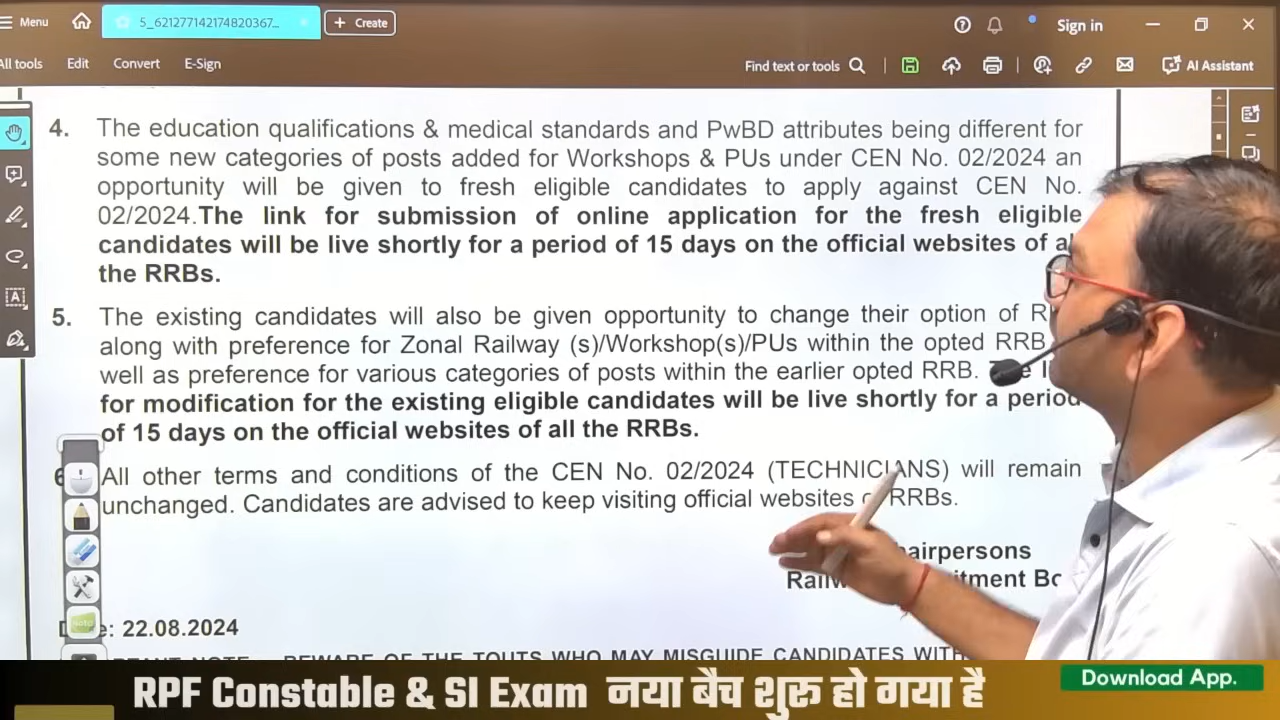 Menu
5_621277142174820367...
+ Create
Sign in
All tools
Edit
Convert
E-Sign
Find text or tools
AI Assistant
4. The education qualifications & medical standards and PwBD attributes being different for
some new categories of posts added for Workshops & PUs under CEN No. 02/2024 an
opportunity will be given to fresh eligible candidates to apply against CEN No.
02/2024.The link for submission of online application for the fresh eligible
candidates will be live shortly for a period of 15 days on the official websites of
the RRBs.
5. The existing candidates will also be given opportunity to change their option of
along with preference for Zonal Railway (s)/Workshop(s)/PUs within the opted RRB
well as preference for various categories of posts within the earlier opted RRB.
for modification for the existing eligible candidates will be live shortly for a period
of 15 days on the official websites of all the RRBs.
All other terms and conditions of the CEN No. 02/2024 (TECHNICIANS) will remain
unchanged. Candidates are advised to keep visiting official websites RRBs.
22.08.2024
BEWARE OF THE TOUTS WHO MAY MISGUIDE CANDIDATES
RPF Constable & SI Exam नया बैच शुरू हो गया है
Download App.